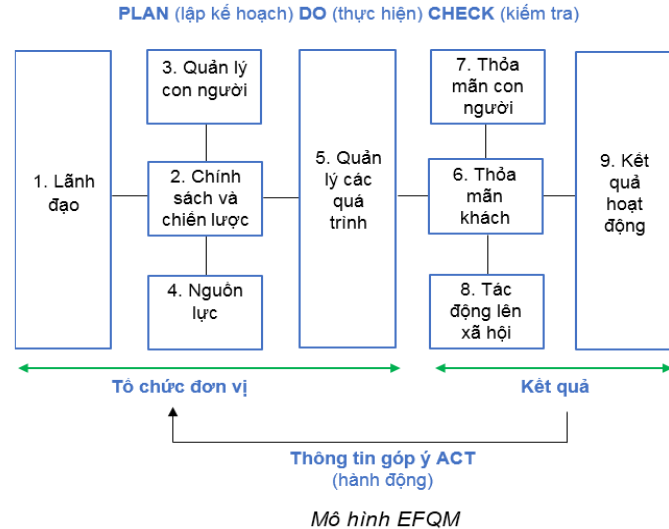 PLAN (lập kế hoạch) DO (thực hiện) CHECK (kiểm tra)
1. Lãnh
đạo
3. Quản lý
con người
2. Chính
sách và
chiến lược
4. Nguồn
lực
5. Quản
lý các
quá
trình
7. Thỏa
mãn con
người
6. Thỏa
mãn
khách
8. Tác
động lên
xã hội
9. Kết
quả hoạt
động
Tổ chức đơn vị
Kết quả
Thông tin góp ý ACT
(hành động)
Mô hình EFQM